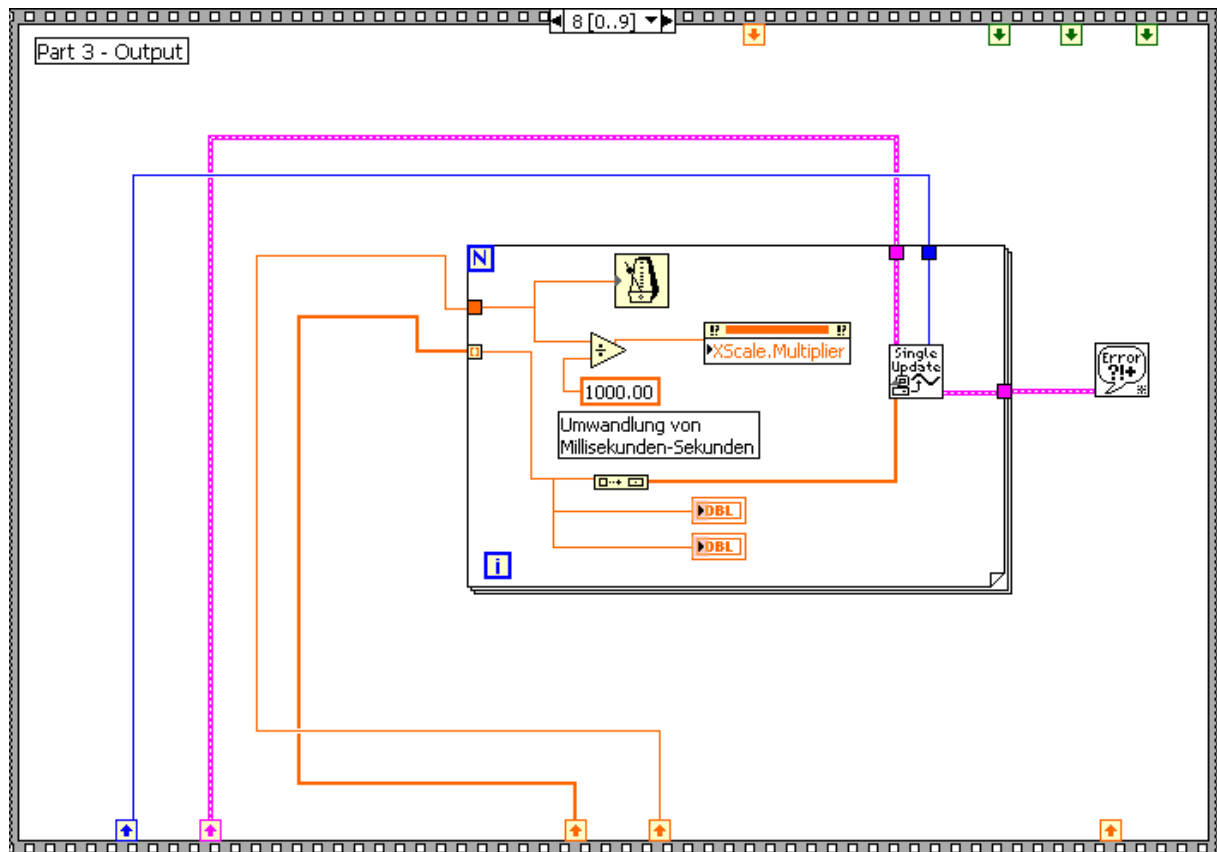 8 [0..9]
Part 3 - Output
N
!? !?
XScale.Multiplier
÷
1000.00
Single
Update
Error
?!+
Umwandlung von
Millisekunden-Sekunden
DBL
DBL
i